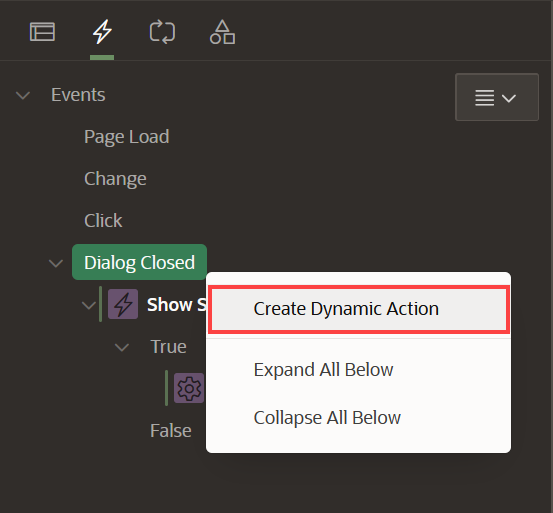 Events
Page Load
Change
Click
Dialog Closed
Show S
Create Dynamic Action
True
Expand All Below
Collapse All Below
False